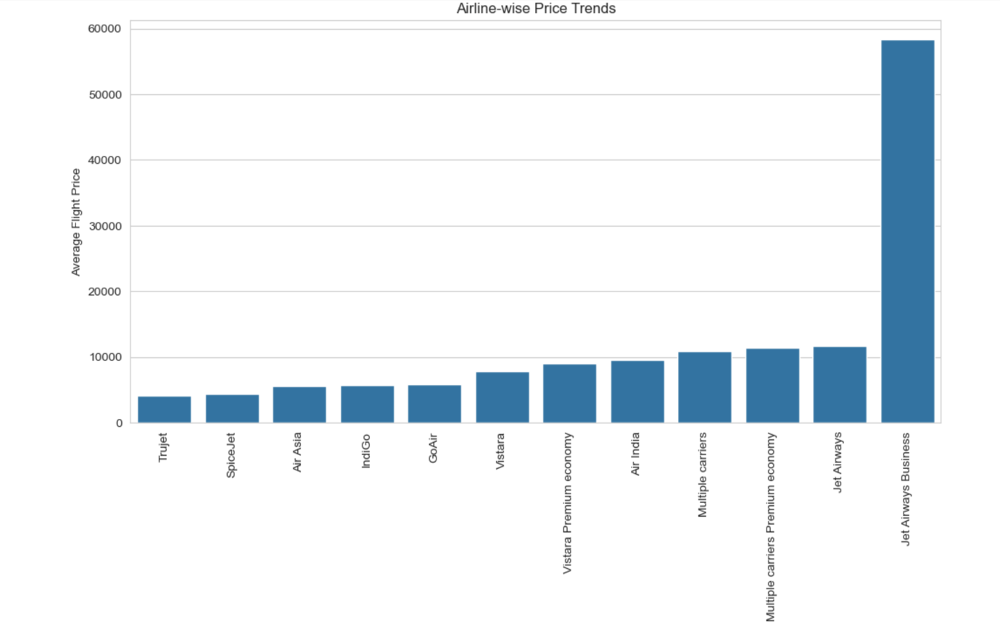 Airline-wise Price Trends
60000
50000
40000
30000
20000
10000
0
Average Flight Price
Trujet
SpiceJet
Air Asia
IndiGo
GoAir
Vistara
Vistara Premium economy
Air India
Multiple carriers
Multiple carriers Premium economy
Jet Airways
Jet Airways Business